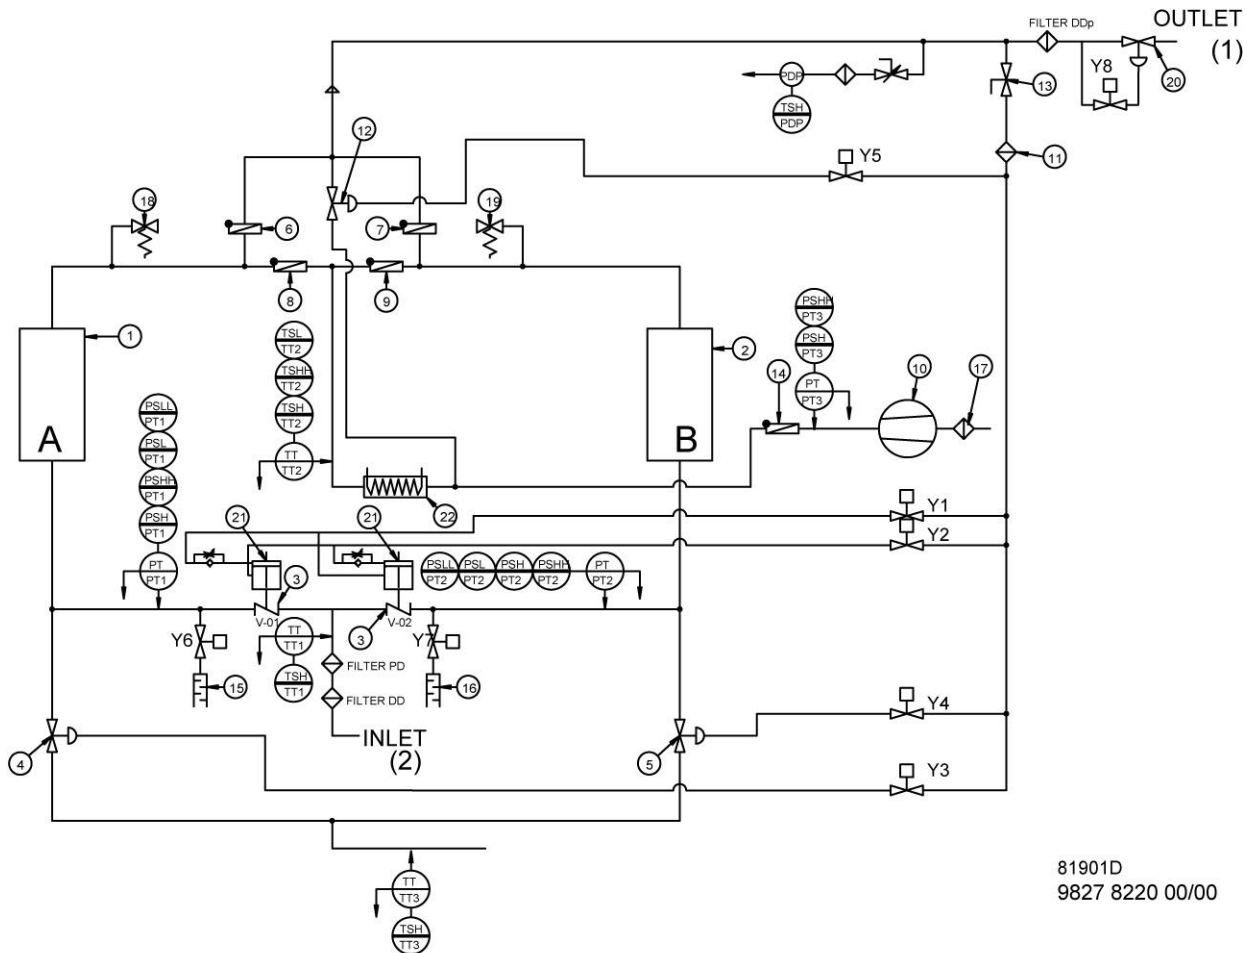 FILTER DDp
OUTLET
(1)
Y8
20
PDP
TSH
PDP
13
12
Y5
11
18
19
6
7
8
9
1
TSL
TT2
TSHH
TT2
TSH
TT2
TT
TT2
2
PSHH
PT3
PSH
PT3
PT
PT3
14
10
17
A
B
PSLL
PT1
PSL
PT1
PSHH
PT1
PSH
PT1
PT
PT1
22
21
21
Y1
Y2
PSLL
PT2
PSL
PT2
PSH
PT2
PSHH
PT2
PT
PT2
3
V-01
3
V-02
Y6
TT
TT1
TSH
TT1
Y7
FILTER PD
FILTER DD
15
16
INLET
(2)
4
5
Y4
Y3
TT
TT3
TSH
TT3
81901D
9827 8220 00/00